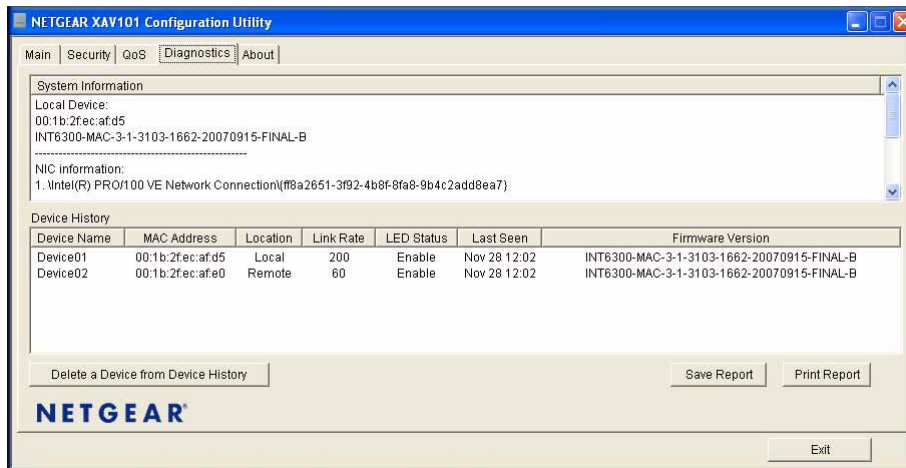 NETGEAR XAV101 Configuration Utility
Main Security QoS Diagnostics About
System Information
Local Device:
00:1b:2f:ec:af:d5
INT6300-MAC-3-1-3103-1662-20070915-FINAL-B
------------------------------------------------------
NIC information:
1. \Intel(R) PRO/100 VE Network Connection\{ff8a2651-3f92-4b8f-8fa8-9b4c2add8ea7}
Device History
Device Name MAC Address Location Link Rate LED Status Last Seen Firmware Version
Device01 00:1b:2f:ec:af:d5 Local 200 Enable Nov 28 12:02 INT6300-MAC-3-1-3103-1662-20070915-FINAL-B
Device02 00:1b:2f:ec:af:e0 Remote 60 Enable Nov 28 12:02 INT6300-MAC-3-1-3103-1662-20070915-FINAL-B
Delete a Device from Device History Save Report Print Report
NETGEAR®
Exit